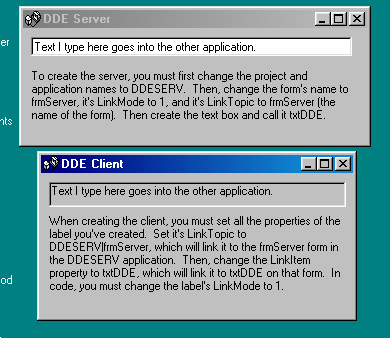 DDE Server
er
Text I type here goes into the other application.
To create the server, you must first change the project and
application names to DDESERV.  Then, change the form's name to
frmServer, it's LinkMode to 1, and it's LinkTopic to frmServer (the
name of the form).  Then create the text box and call it txtDDE.
nts
DDE Client
Text I type here goes into the other application.
When creating the client, you must set all the properties of the
label you've created.  Set it's LinkTopic to
DDESERV|frmServer, which will link it to the frmServer form in
the DDESERV application.  Then, change the LinkItem
property to txtDDE, which will link it to txtDDE on that form.  In
od
code, you must change the label's LinkMode to 1.